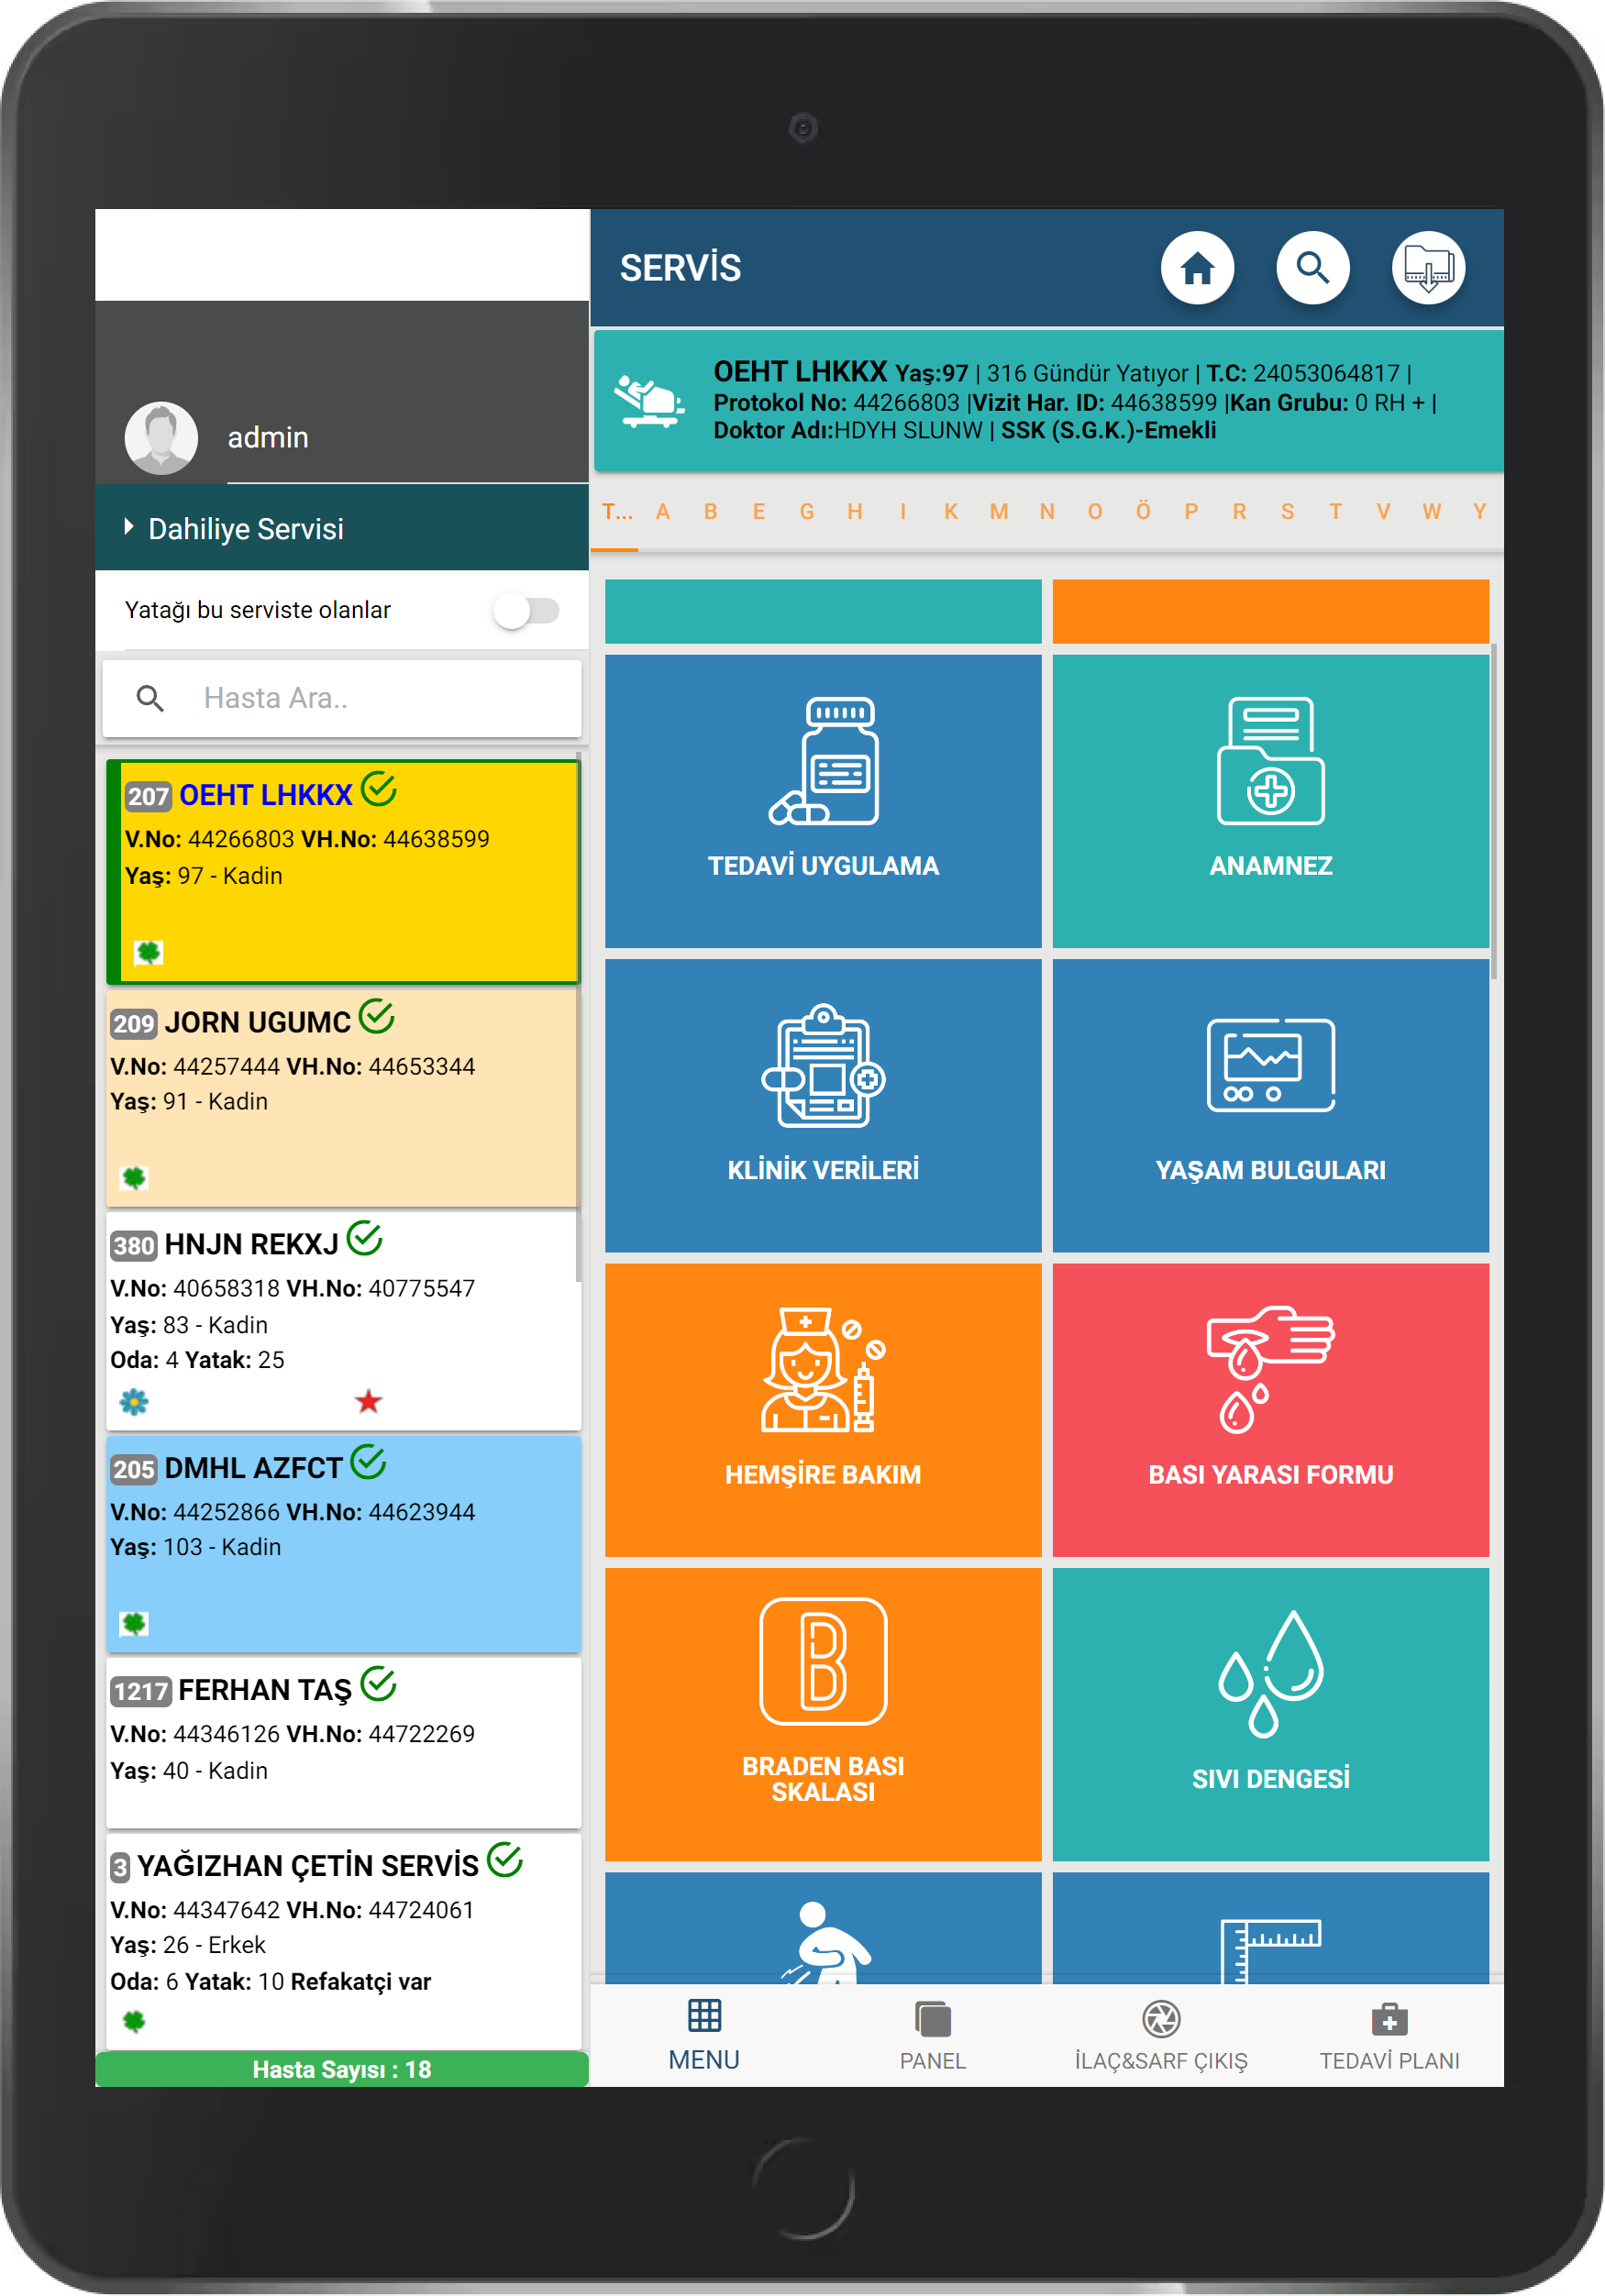 admin
Dahiliye Servisi
Yatağı bu serviste olanlar
Hasta Ara..
207 OEHT LHKKX
V.No: 44266803 VH.No: 44638599
Yaş: 97 - Kadin
209 JORN UGUMC
V.No: 44257444 VH.No: 44653344
Yaş: 91 - Kadin
380 HNJN REKXJ
V.No: 40658318 VH.No: 40775547
Yaş: 83 - Kadin
Oda: 4 Yatak: 25
205 DMHL AZFCT
V.No: 44252866 VH.No: 44623944
Yaş: 103 - Kadin
1217 FERHAN TAŞ
V.No: 44346126 VH.No: 44722269
Yaş: 40 - Kadin
3 YAĞIZHAN ÇETİN SERVİS
V.No: 44347642 VH.No: 44724061
Yaş: 26 - Erkek
Oda: 6 Yatak: 10 Refakatçi var
Hasta Sayısı : 18
SERVİS
OEHT LHKKX Yaş:97 | 316 Gündür Yatıyor | T.C: 24053064817 |
Protokol No: 44266803 |Vizit Har. ID: 44638599 |Kan Grubu: 0 RH + |
Doktor Adı:HDYH SLUNW | SSK (S.G.K.)-Emekli
T... A B E G H I K M N O Ö P R S T V W Y
TEDAVİ UYGULAMA
ANAMNEZ
KLİNİK VERİLERİ
YAŞAM BULGULARI
HEMŞİRE BAKIM
BASI YARASI FORMU
B
BRADEN BASI
SKALASI
SIVI DENGESİ
MENU
PANEL
İLAÇ&SARF ÇIKIŞ
TEDAVİ PLANI